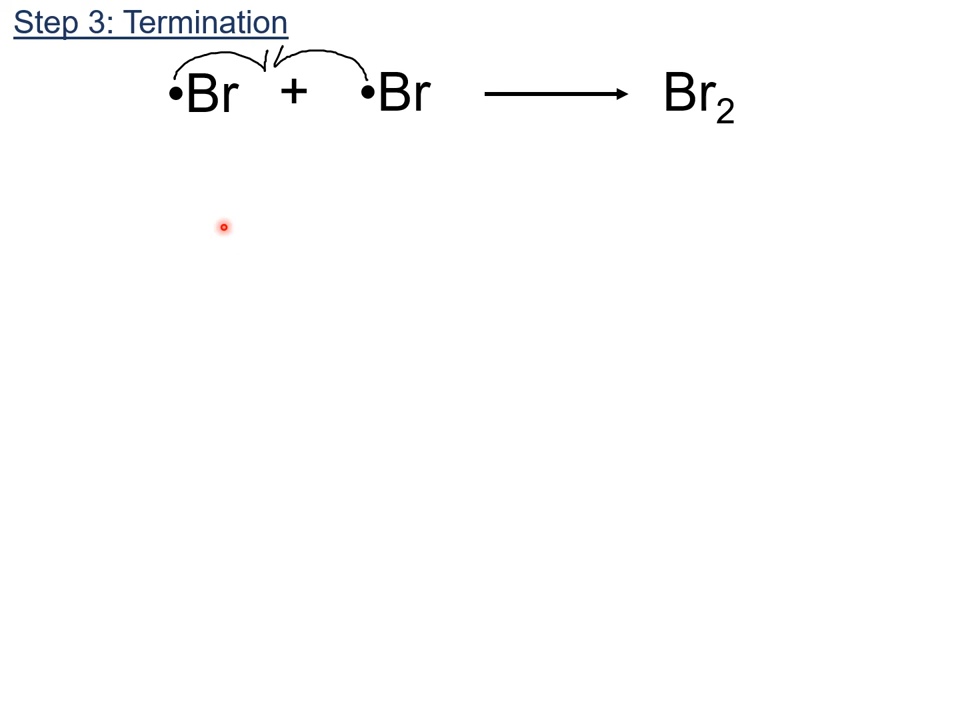 Step 3: Termination
•Br + •Br ⟶ Br₂